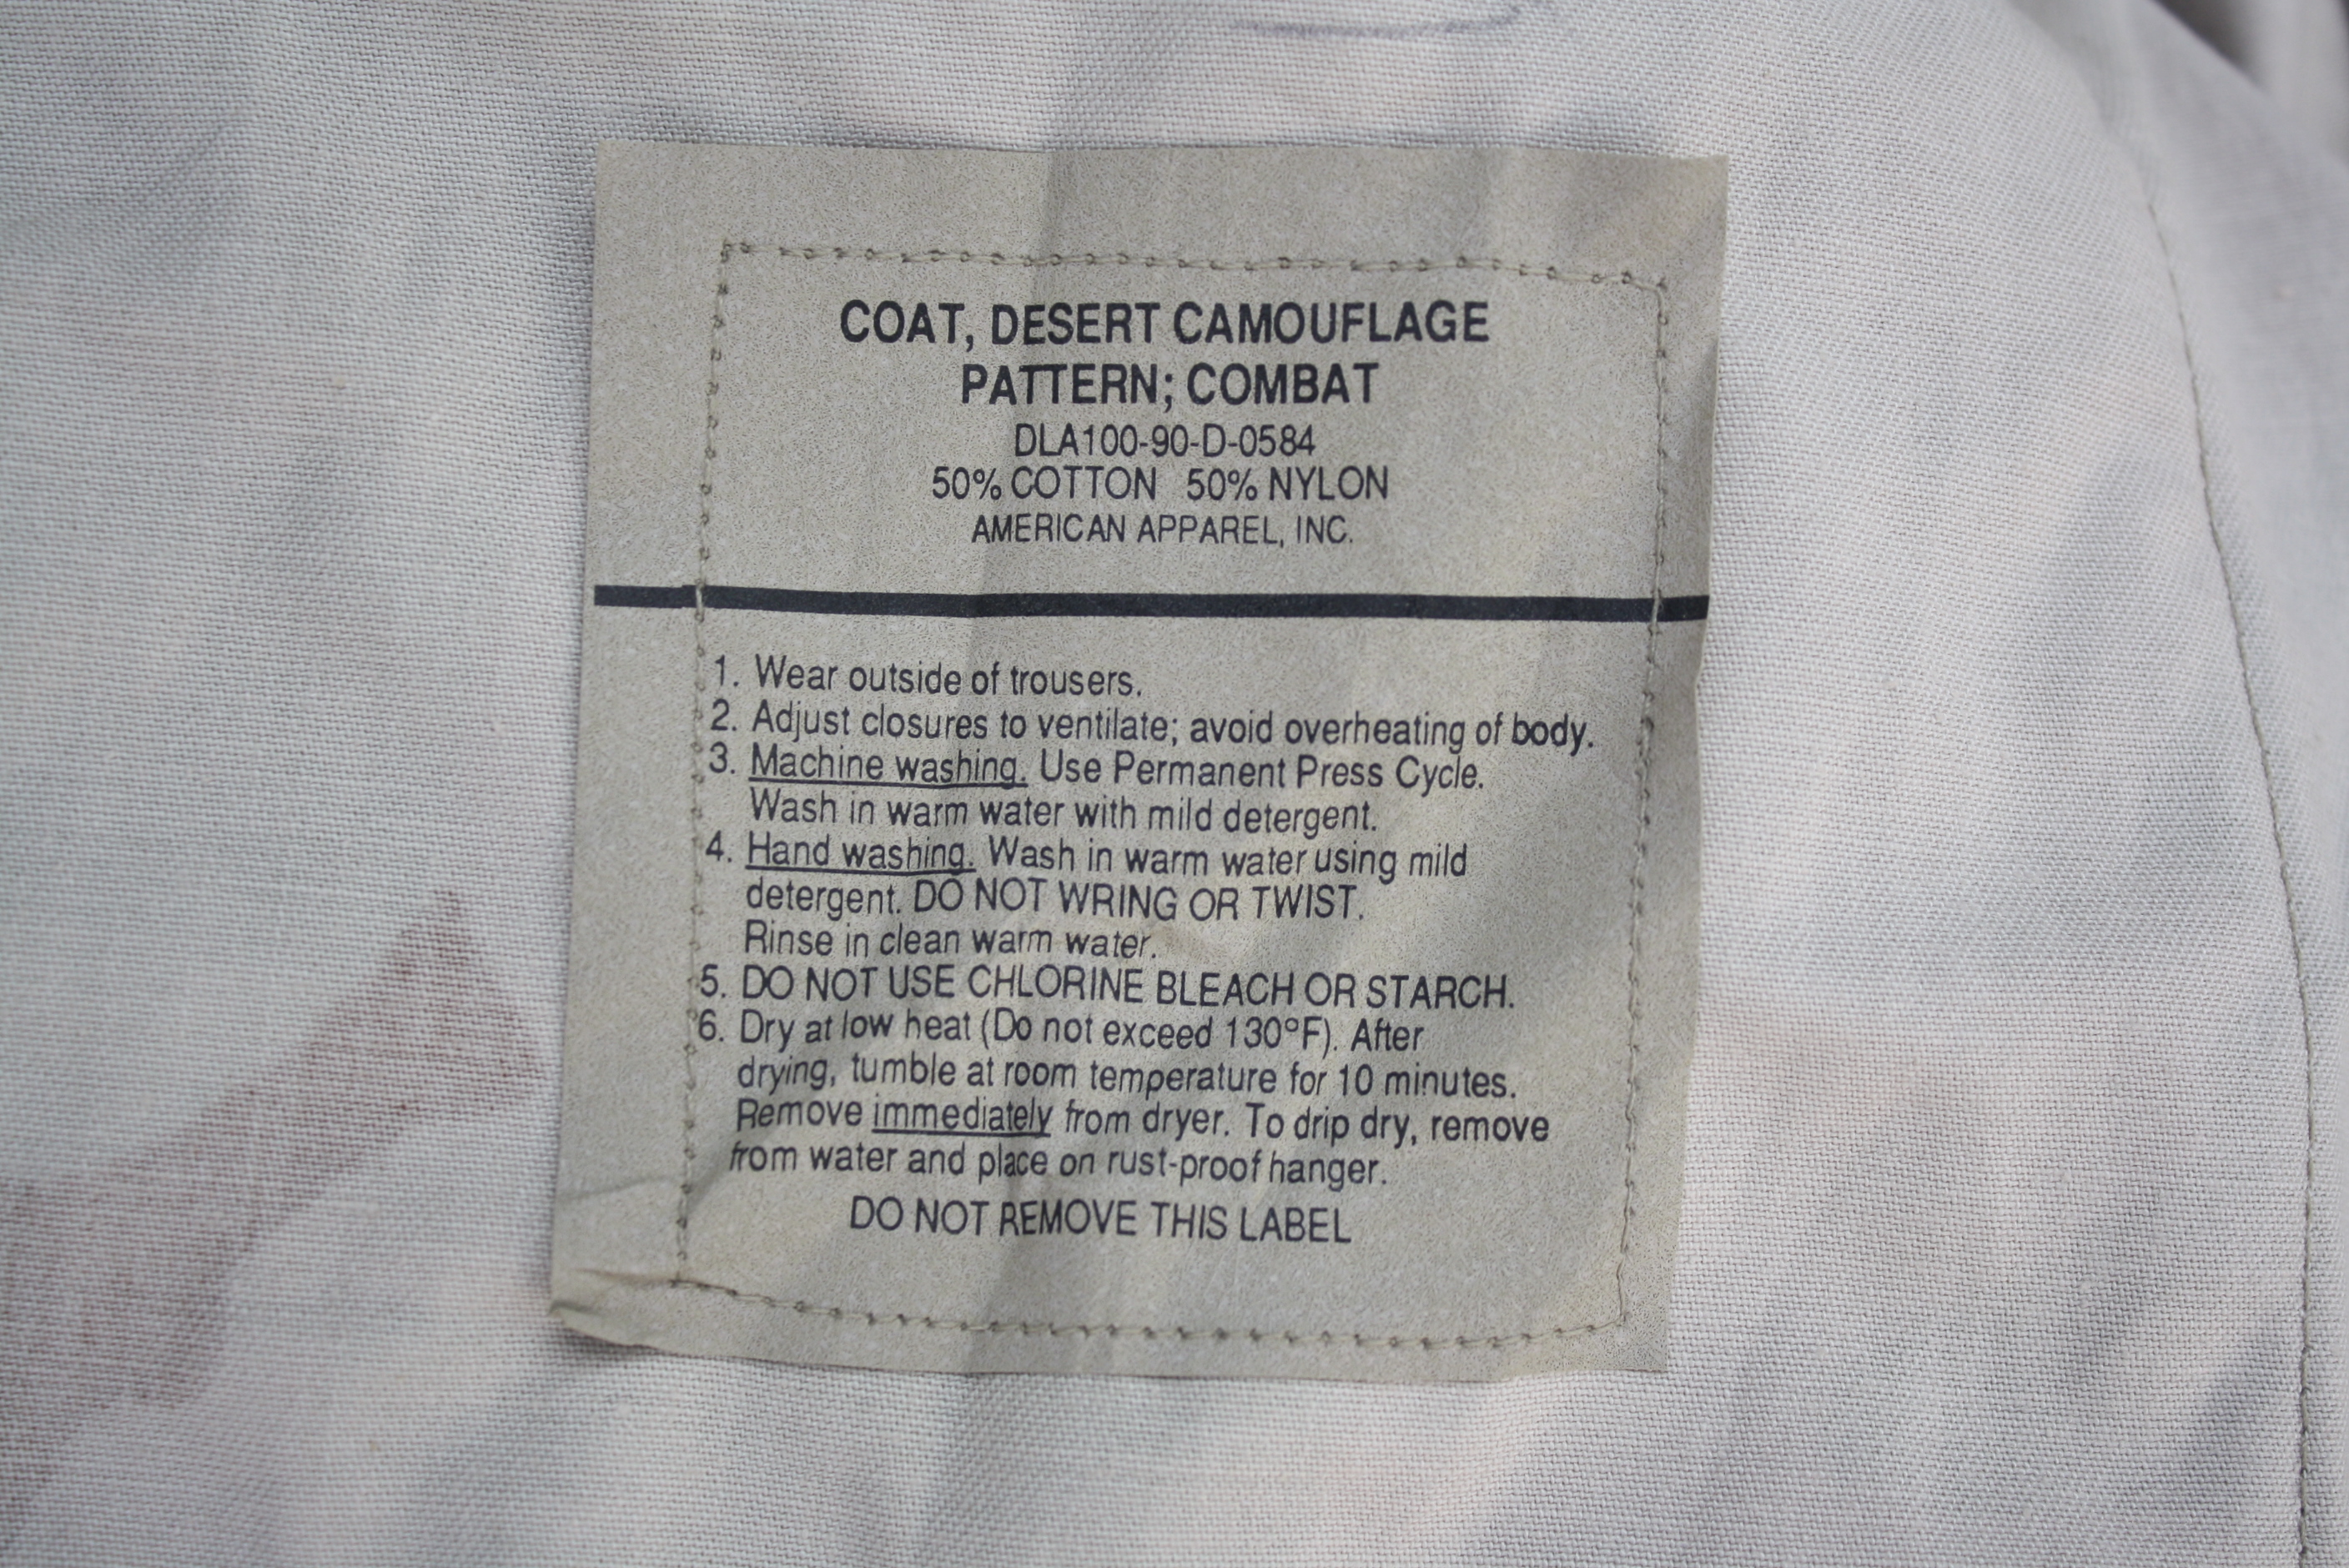 COAT, DESERT CAMOUFLAGE
PATTERN; COMBAT
DLA100-90-D-0584
50% COTTON 50% NYLON
AMERICAN APPAREL, INC.
1. Wear outside of trousers.
2. Adjust closures to ventilate; avoid overheating of body.
3. Machine washing. Use Permanent Press Cycle.
Wash in warm water with mild detergent.
4. Hand washing. Wash in warm water using mild
detergent. DO NOT WRING OR TWIST.
Rinse in clean warm water.
5. DO NOT USE CHLORINE BLEACH OR STARCH.
6. Dry at low heat (Do not exceed 130°F). After
drying, tumble at room temperature for 10 minutes.
Remove immediately from dryer. To drip dry, remove
from water and place on rust-proof hanger.
DO NOT REMOVE THIS LABEL